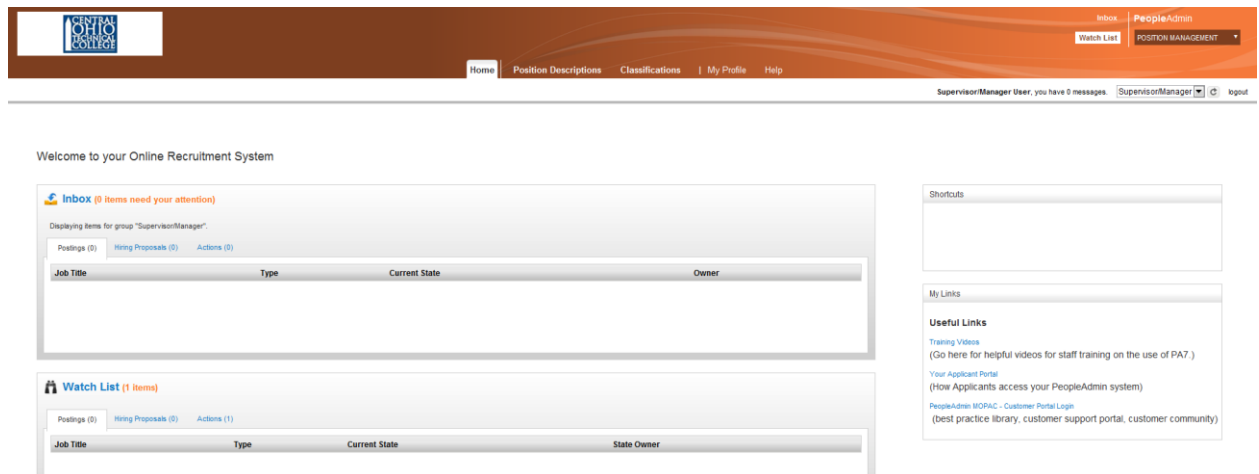 CENTRAL
OHIO
TECHNICAL
COLLEGE
Inbox PeopleAdmin
Watch List POSITION MANAGEMENT
Home Position Descriptions Classifications | My Profile Help
Supervisor/Manager User, you have 0 messages. Supervisor/Manager logout
Welcome to your Online Recruitment System
Inbox (0 items need your attention)
Displaying items for group "Supervisor/Manager".
Postings (0) Hiring Proposals (0) Actions (0)
Job Title Type Current State Owner
Watch List (1 items)
Postings (0) Hiring Proposals (0) Actions (1)
Job Title Type Current State State Owner
Shortcuts
My Links
Useful Links
Training Videos
(Go here for helpful videos for staff training on the use of PA7.)
Your Applicant Portal
(How Applicants access your PeopleAdmin system)
PeopleAdmin MOPAC - Customer Portal Login
(best practice library, customer support portal, customer community)